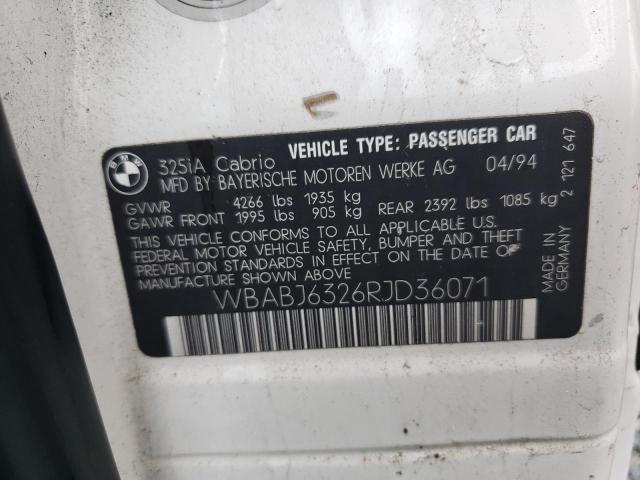 BMW
325iA Cabrio VEHICLE TYPE: PASSENGER CAR
MFD BY BAYERISCHE MOTOREN WERKE AG 04/94
GVWR 4266 lbs 1935 kg
GAWR FRONT 1995 lbs 905 kg REAR 2392 lbs 1085 kg
THIS VEHICLE CONFORMS TO ALL APPLICABLE U.S.
FEDERAL MOTOR VEHICLE SAFETY, BUMPER AND THEFT
PREVENTION STANDARDS IN EFFECT ON THE DATE OF
MANUFACTURE SHOWN ABOVE
WBABJ6326RJD36071
MADE IN
GERMANY
2 121 647